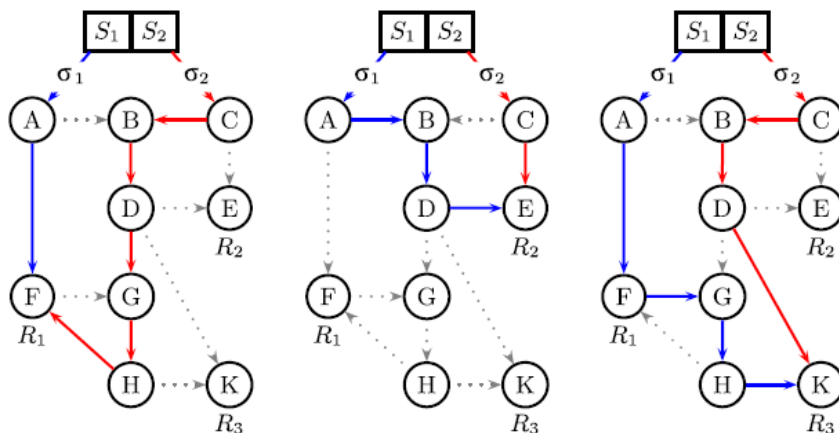 S₁ S₂ S₁ S₂ S₁ S₂
σ₁ σ₂ σ₁ σ₂ σ₁ σ₂
A B C A B C A B C
D E D E D E
R₂ R₂ R₂
F G F G F G
R₁ R₁ R₁
H K H K H K
R₃ R₃ R₃